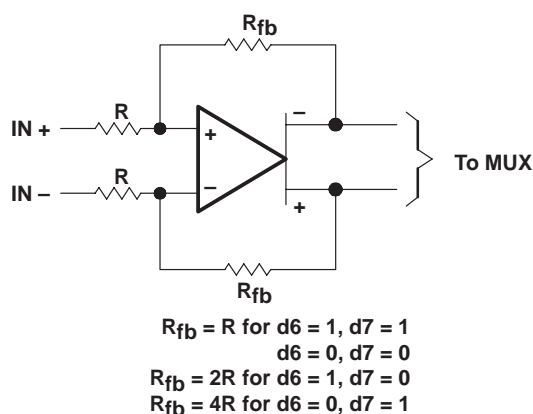 Rfb
R
IN +
+
−
To MUX
R
IN −
−
+
Rfb
Rfb = R for d6 = 1, d7 = 1
d6 = 0, d7 = 0
Rfb = 2R for d6 = 1, d7 = 0
Rfb = 4R for d6 = 0, d7 = 1